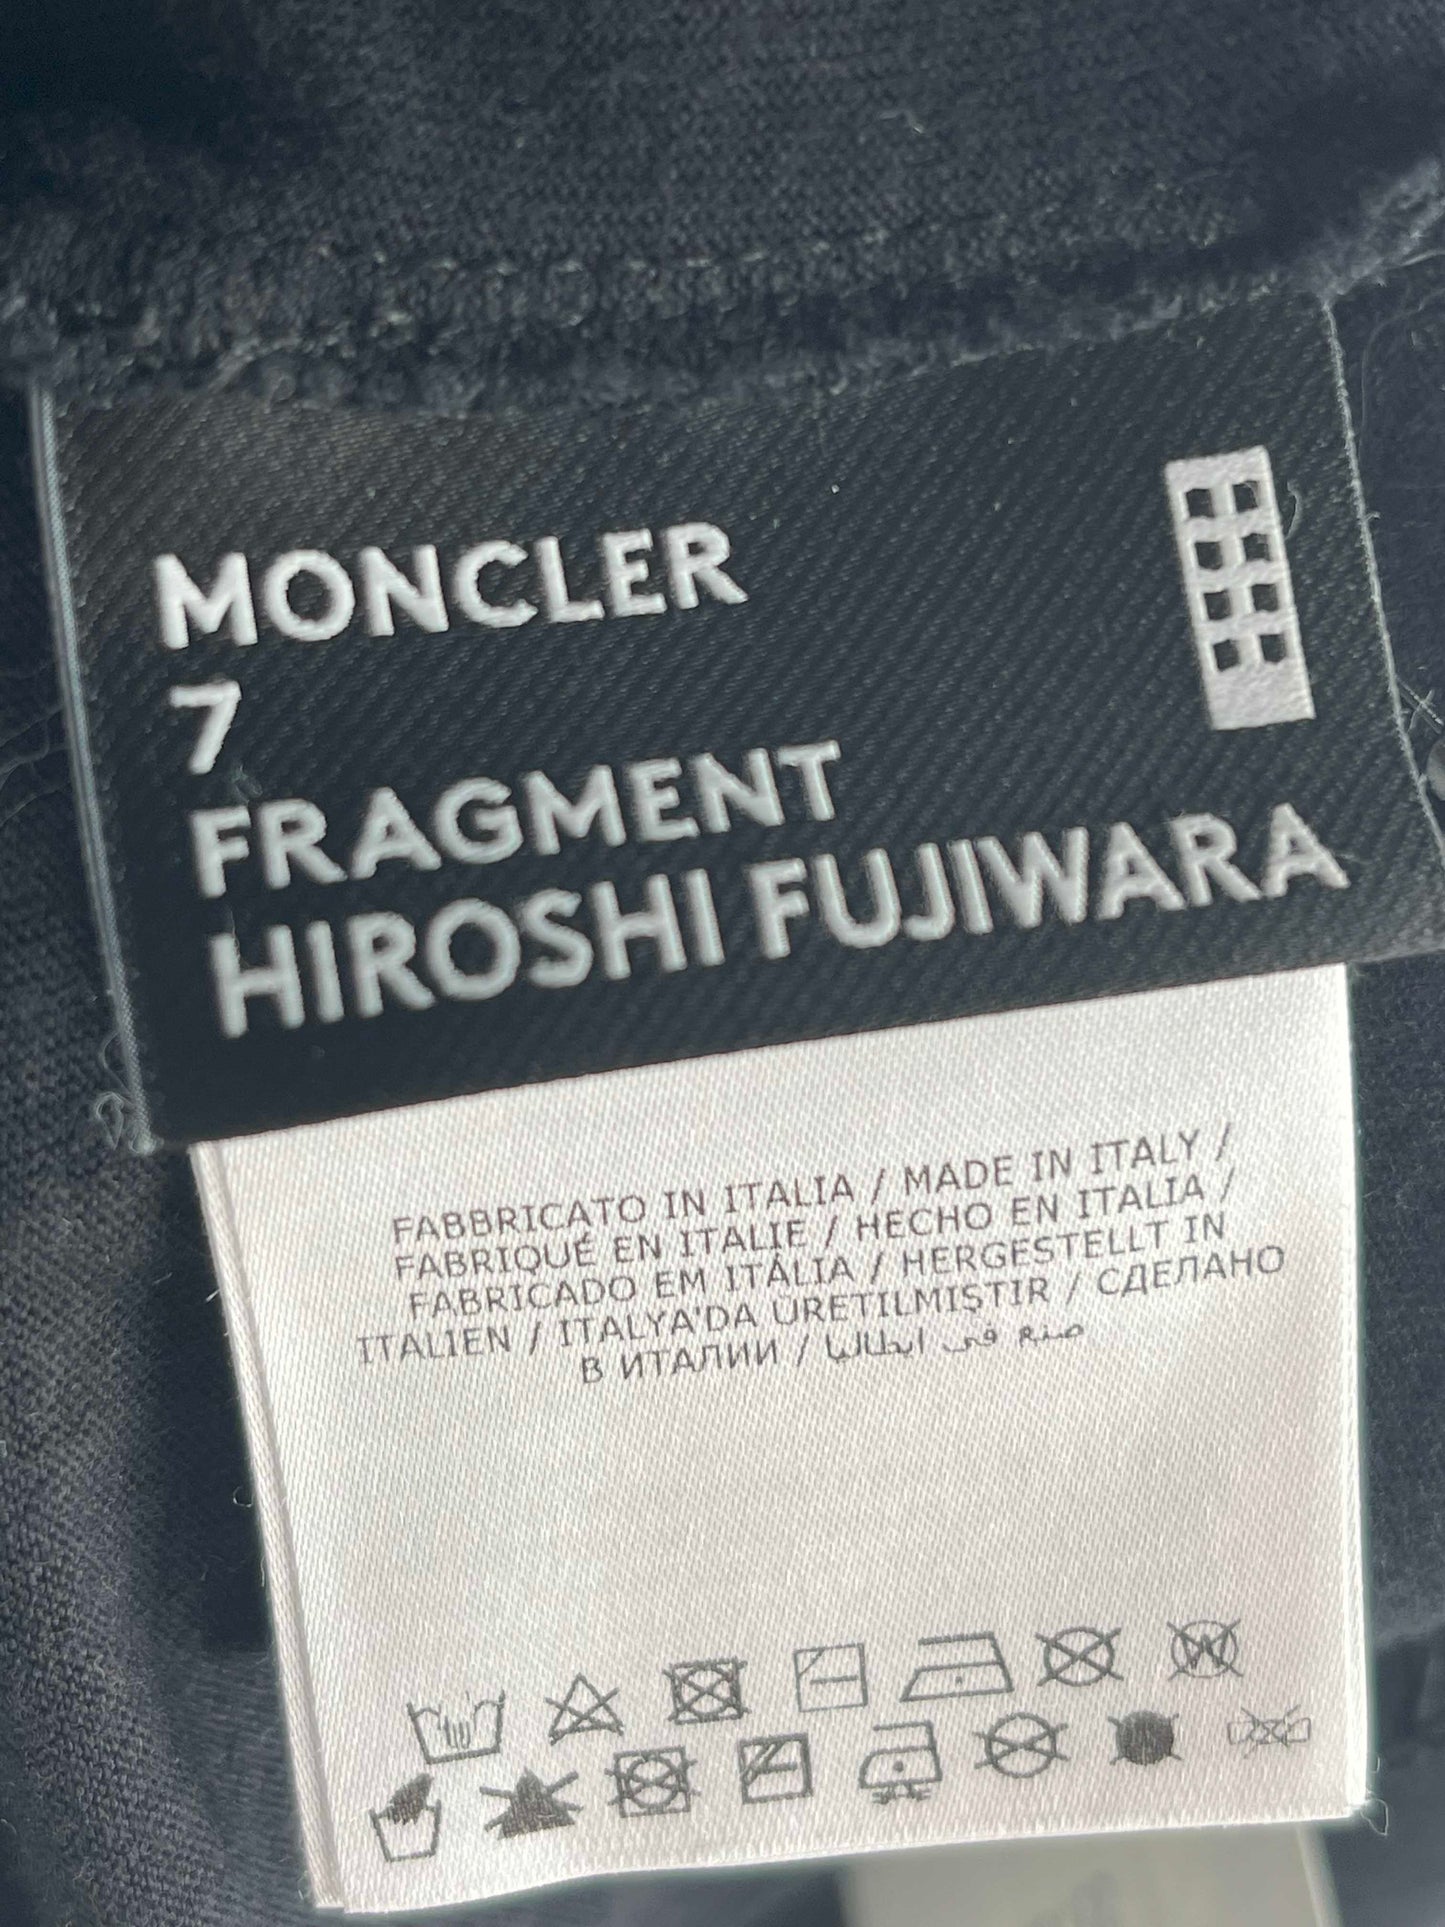 MONCLER
7
FRAGMENT
HIROSHI FUJIWARA
FABBRICATO IN ITALIA / MADE IN ITALY /
FABRIQUÉ EN ITALIE / HECHO EN ITALIA /
FABRICADO EM ITÁLIA / HERGESTELLT IN
ITALIEN / ITALYA'DA ÜRETILMIŞTIR / СДЕЛАНО
В ИТАЛИИ / صنع في ايطاليا
W